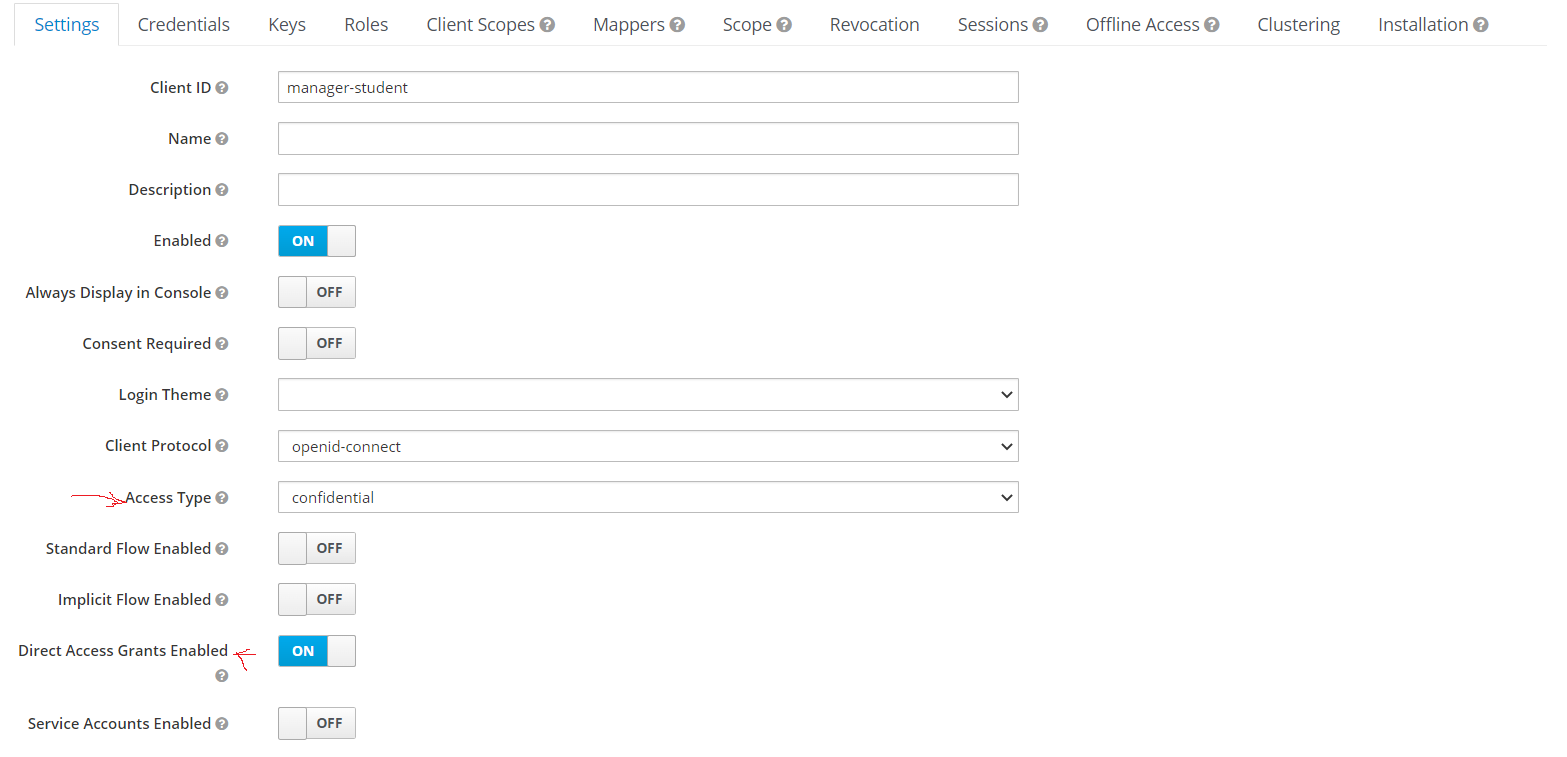 Settings Credentials Keys Roles Client Scopes Mappers Scope Revocation Sessions Offline Access Clustering Installation
Client ID manager-student
Name
Description
Enabled ON
Always Display in Console OFF
Consent Required OFF
Login Theme
Client Protocol openid-connect
Access Type confidential
Standard Flow Enabled OFF
Implicit Flow Enabled OFF
Direct Access Grants Enabled ON
Service Accounts Enabled OFF